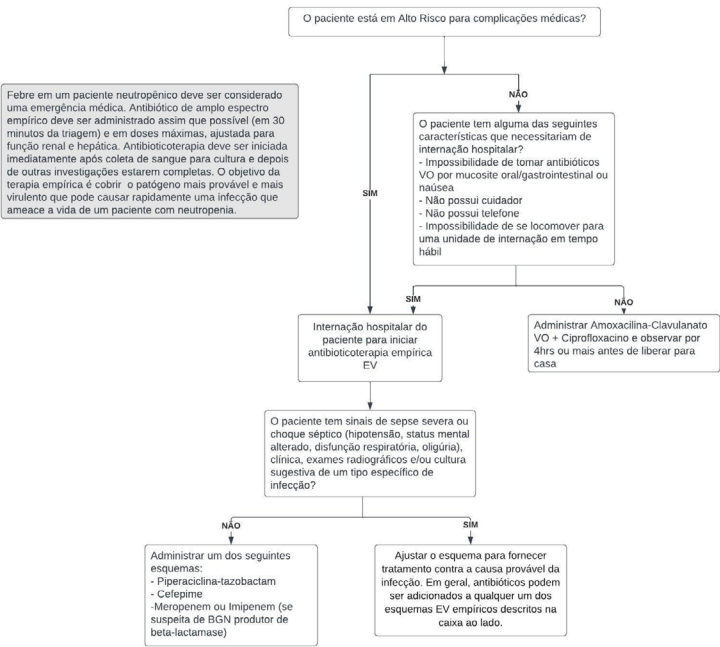 O paciente está em Alto Risco para complicações médicas?
NÃO
Febre em um paciente neutropênico deve ser considerado
uma emergência médica. Antibiótico de amplo espectro
empírico deve ser administrado assim que possível (em 30
minutos da triagem) e em doses máximas, ajustada para
função renal e hepática. Antibioticoterapia deve ser iniciada
imediatamente após coleta de sangue para cultura e depois
de outras investigações estarem completas. O objetivo da
terapia empírica é cobrir o patógeno mais provável e mais
virulento que pode causar rapidamente uma infecção que
ameace a vida de um paciente com neutropenia.
O paciente tem alguma das seguintes
características que necessitariam de
internação hospitalar?
- Impossibilidade de tomar antibióticos
VO por mucosite oral/gastrointestinal ou
naúsea
- Não possui cuidador
- Não possui telefone
- Impossibilidade de se locomover para
uma unidade de internação em tempo
hábil
SIM
SIM
NÃO
Internação hospitalar do
paciente para iniciar
antibioticoterapia empírica
EV
Administrar Amoxacilina-Clavulanato
VO + Ciprofloxacino e observar por
4hrs ou mais antes de liberar para
casa
O paciente tem sinais de sepse severa ou
choque séptico (hipotensão, status mental
alterado, disfunção respiratória, oligúria),
clínica, exames radiográficos e/ou cultura
sugestiva de um tipo específico de
infecção?
NÃO
SIM
Administrar um dos seguintes
esquemas:
- Piperaciclina-tazobactam
- Cefepime
-Meropenem ou Imipenem (se
suspeita de BGN produtor de
beta-lactamase)
Ajustar o esquema para fornecer
tratamento contra a causa provável da
infecção. Em geral, antibióticos podem
ser adicionados a qualquer um dos
esquemas EV empíricos descritos na
caixa ao lado.